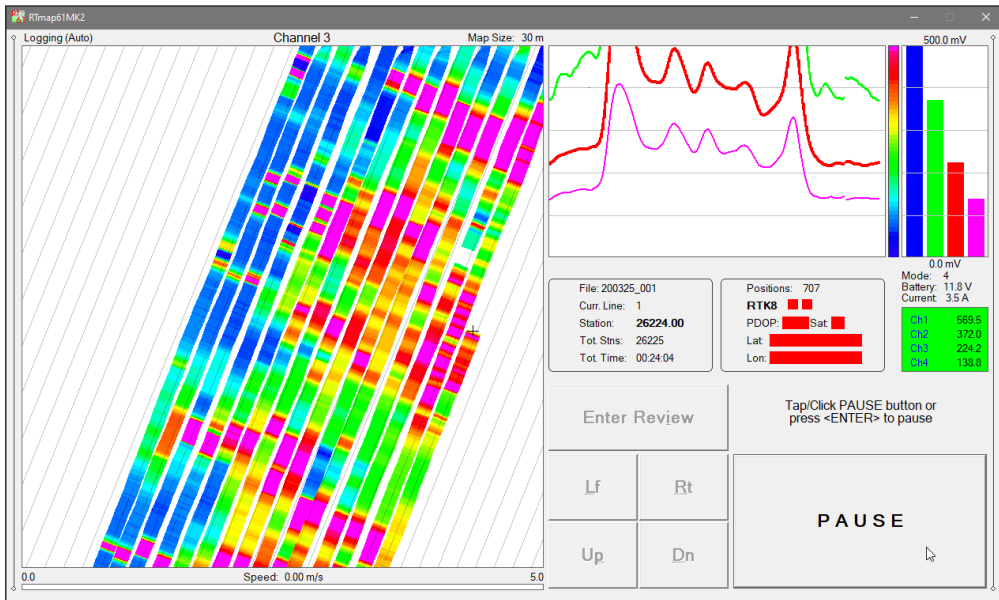 RTmap61MK2
Logging (Auto) Channel 3 Map Size: 30 m
500.0 mV
0.0 mV
Mode: 4
Battery: 11.8 V
Current: 3.5 A
File: 200325_001
Curr. Line: 1
Station: 26224.00
Tot. Stns: 26225
Tot. Time: 00:24:04
Positions: 707
RTK8
PDOP: Sat
Lat:
Lon:
Ch1 569.5
Ch2 372.0
Ch3 224.2
Ch4 138.8
Enter Review
Tap/Click PAUSE button or
press <ENTER> to pause
Lf Rt
PAUSE
Up Dn
0.0 Speed: 0.00 m/s 5.0